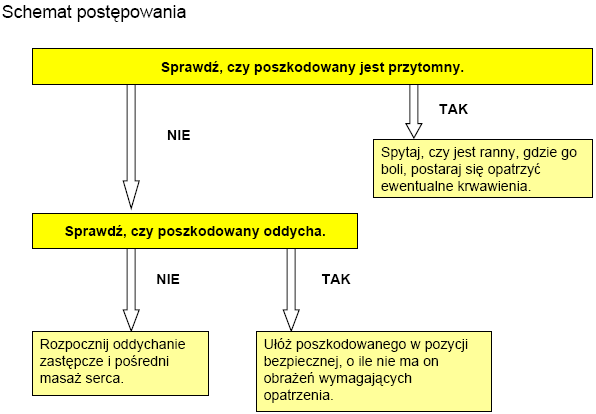 Schemat postępowania
Sprawdź, czy poszkodowany jest przytomny.
NIE
TAK
Spytaj, czy jest ranny, gdzie go
boli, postaraj się opatrzyć
ewentualne krwawienia.
Sprawdź, czy poszkodowany oddycha.
NIE
TAK
Rozpocznij oddychanie
zastępcze i pośredni
masaż serca.
Ułóż poszkodowanego w pozycji
bezpiecznej, o ile nie ma on
obrażeń wymagających
opatrzenia.